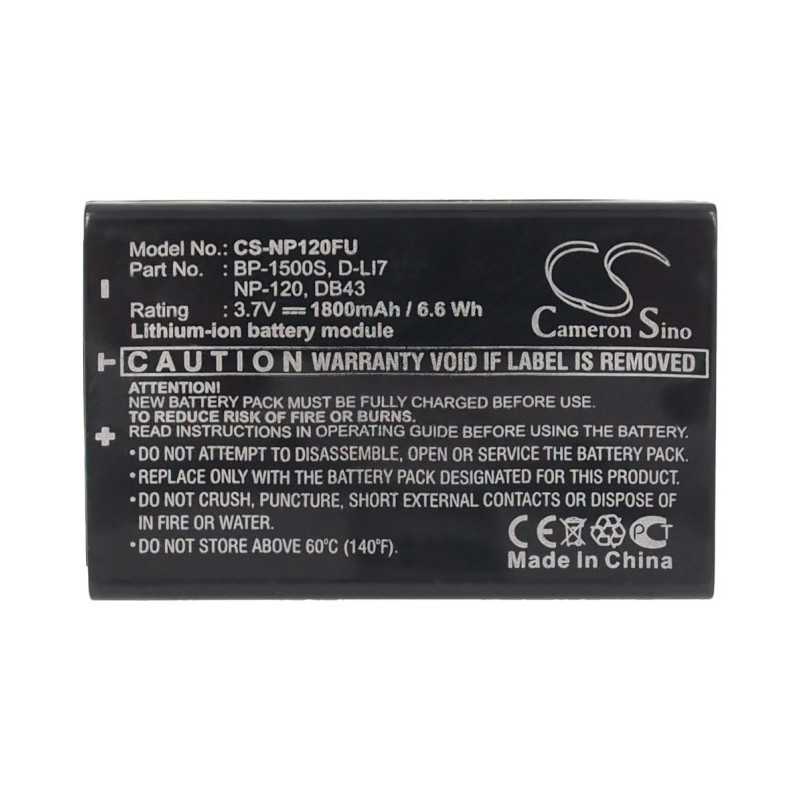 Model No.: CS-NP120FU
Part No.: BP-1500S, D-LI7
NP-120, DB43
Rating : 3.7V 1800mAh / 6.6 Wh
Lithium-ion battery module
Cameron Sino
−
T
+
CAUTION WARRANTY VOID IF LABEL IS REMOVED
ATTENTION!
NEW BATTERY PACK MUST BE FULLY CHARGED BEFORE USE.
TO REDUCE RISK OF FIRE OR BURNS.
READ INSTRUCTIONS IN OPERATING GUIDE BEFORE USING BATTERY PACK.
•DO NOT ATTEMPT TO DISASSEMBLE, OPEN OR SERVICE BATTERY PACK.
•REPLACE ONLY WITH THE BATTERY PACK DESIGNATED FOR THIS ITEM.
•DO NOT CRUSH, PUNCTURE, SHORT EXTERNAL CONTACTS OR DISPOSE
IN FIRE OR WATER.
•DO NOT STORE ABOVE 60°C (140°F).
CE PCT
Made In China